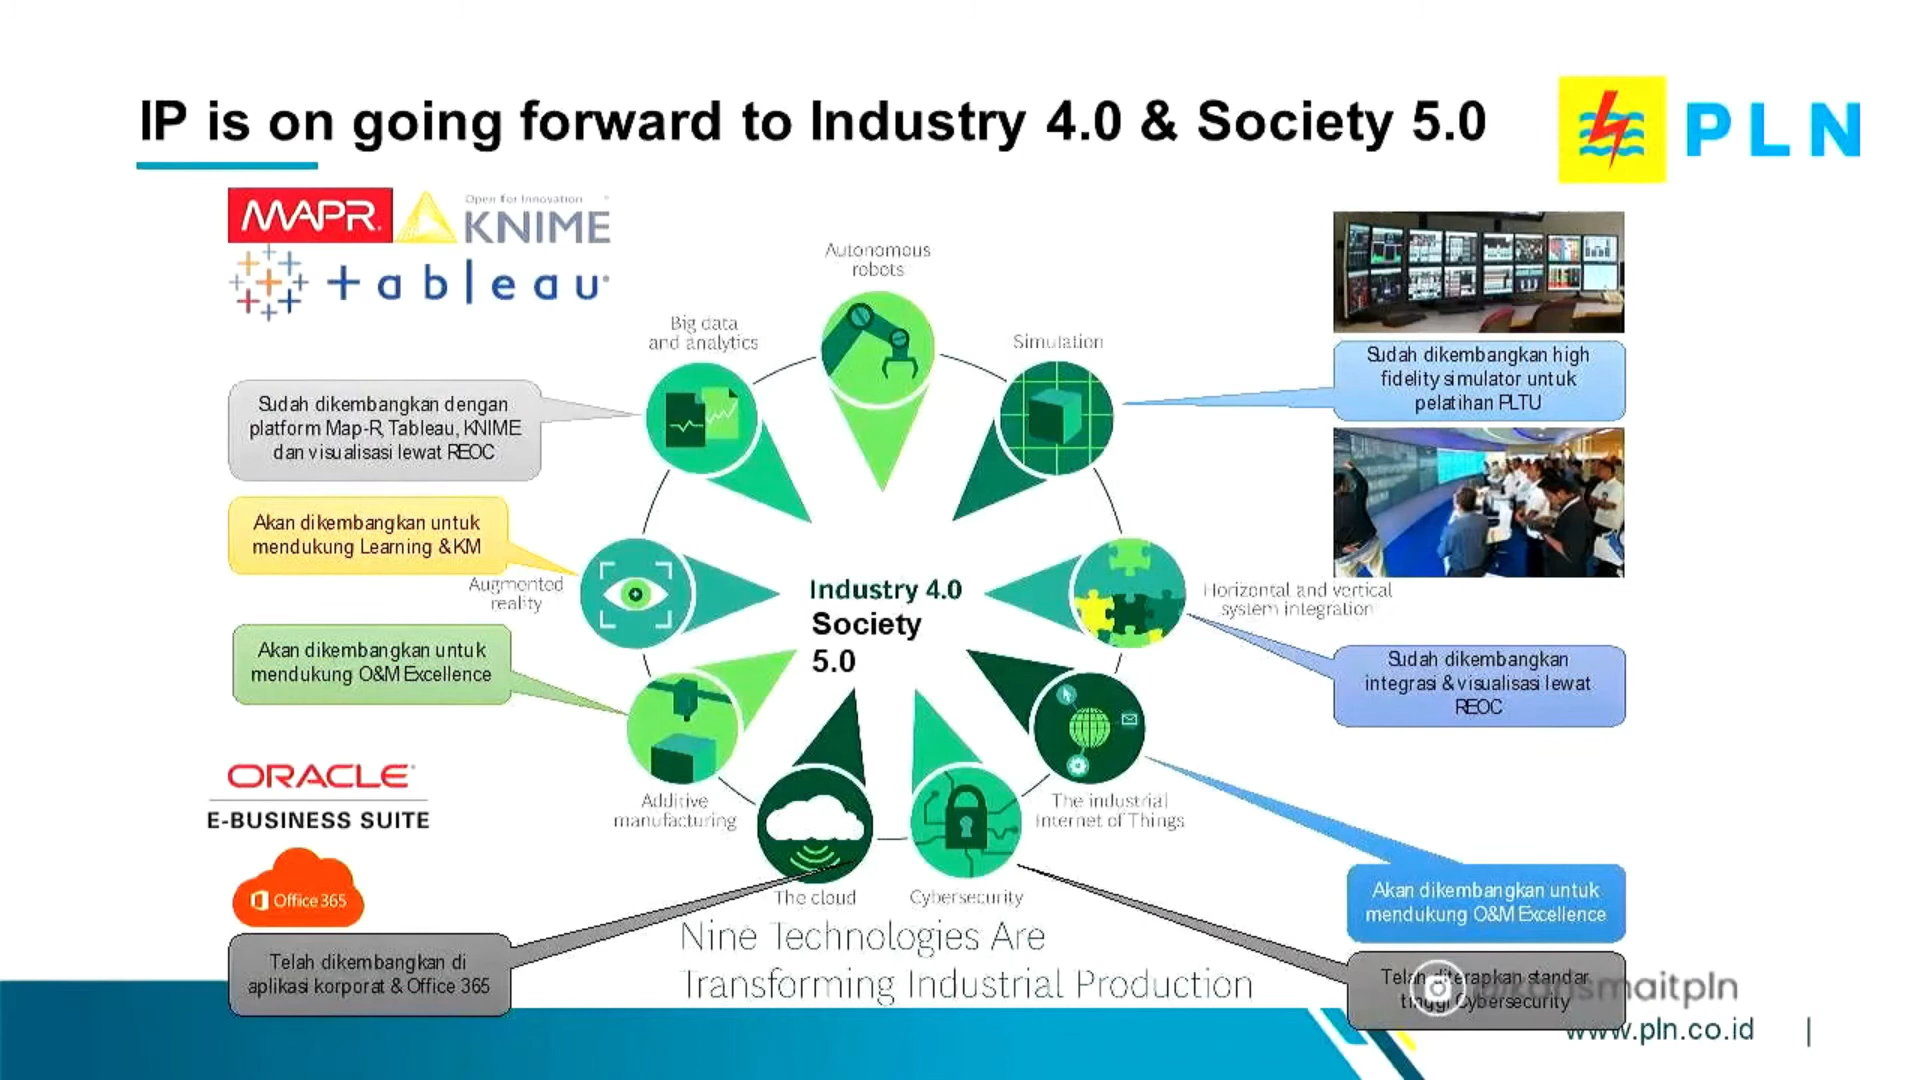 IP is on going forward to Industry 4.0 & Society 5.0
PLN
MAPR.
Open for Innovation
KNIME
+ableau
Autonomous
robots
Big data
and analytics
Simulation
Sudah dikembangkan high
fidelity simulator untuk
pelatihan PLTU
Sudah dikembangkan dengan
platform Map-R, Tableau, KNIME
dan visualisasi lewat REOC
Akan dikembangkan untuk
mendukung Learning & KM
Augmented
reality
Industry 4.0
Society
5.0
Horizontal and vertical
system integration
Akan dikembangkan untuk
mendukung O&M Excellence
Sudah dikembangkan
integrasi & visualisasi lewat
REOC
ORACLE
E-BUSINESS SUITE
Additive
manufacturing
The industrial
Internet of Things
Office 365
The cloud
Cybersecurity
Akan dikembangkan untuk
mendukung O&M Excellence
Nine Technologies Are
Transforming Industrial Production
Telah dikembangkan di
aplikasi korporat & Office 365
Telah diterapkan standar
tinggi Cybersecurity
www.pln.co.id